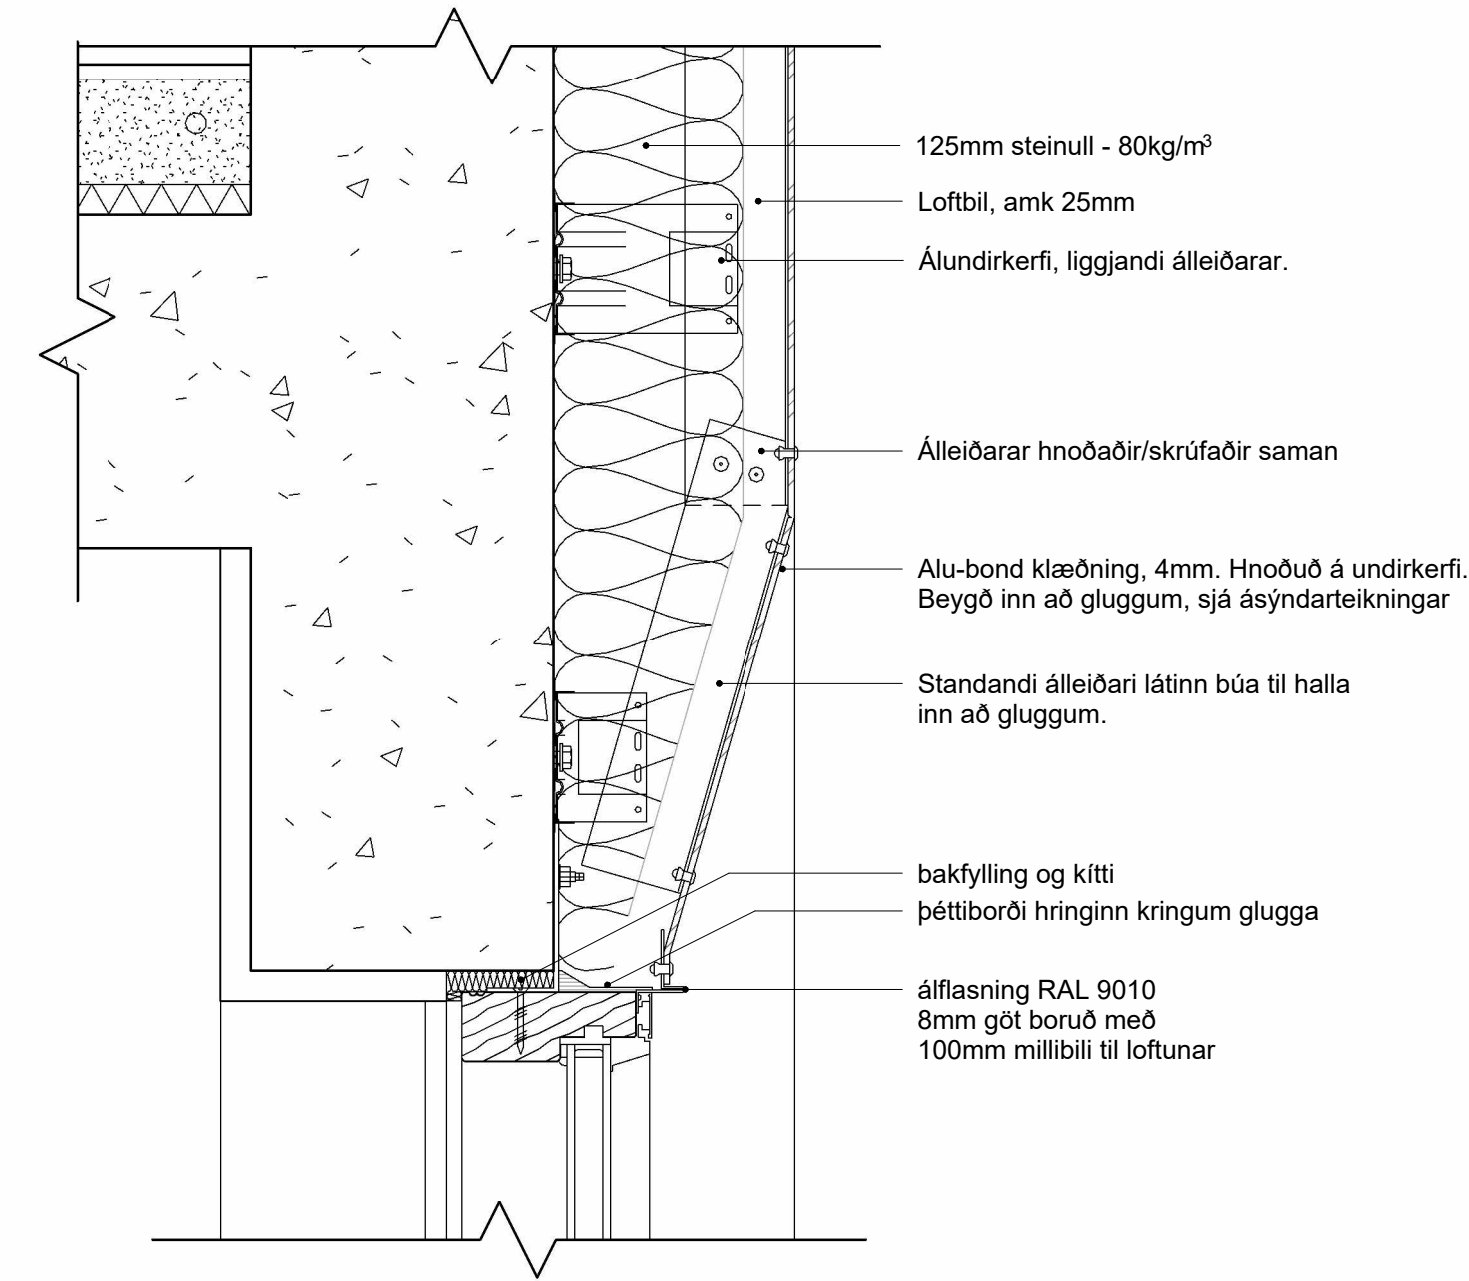 125mm steinull - 80kg/m³
Loftbil, amk 25mm
Álundirkerfi, liggjandi álleiðarar.
Álleiðarar hnoðaðir/skrúfaðir saman
Alu-bond klæðning, 4mm. Hnoðuð á undirkerfi.
Beygð inn að gluggum, sjá ásýndarteikningar
Standandi álleiðari látinn búa til halla
inn að gluggum.
bakfylling og kítti
þéttiborði hringinn kringum glugga
álflasning RAL 9010
8mm göt boruð með
100mm millibili til loftunar